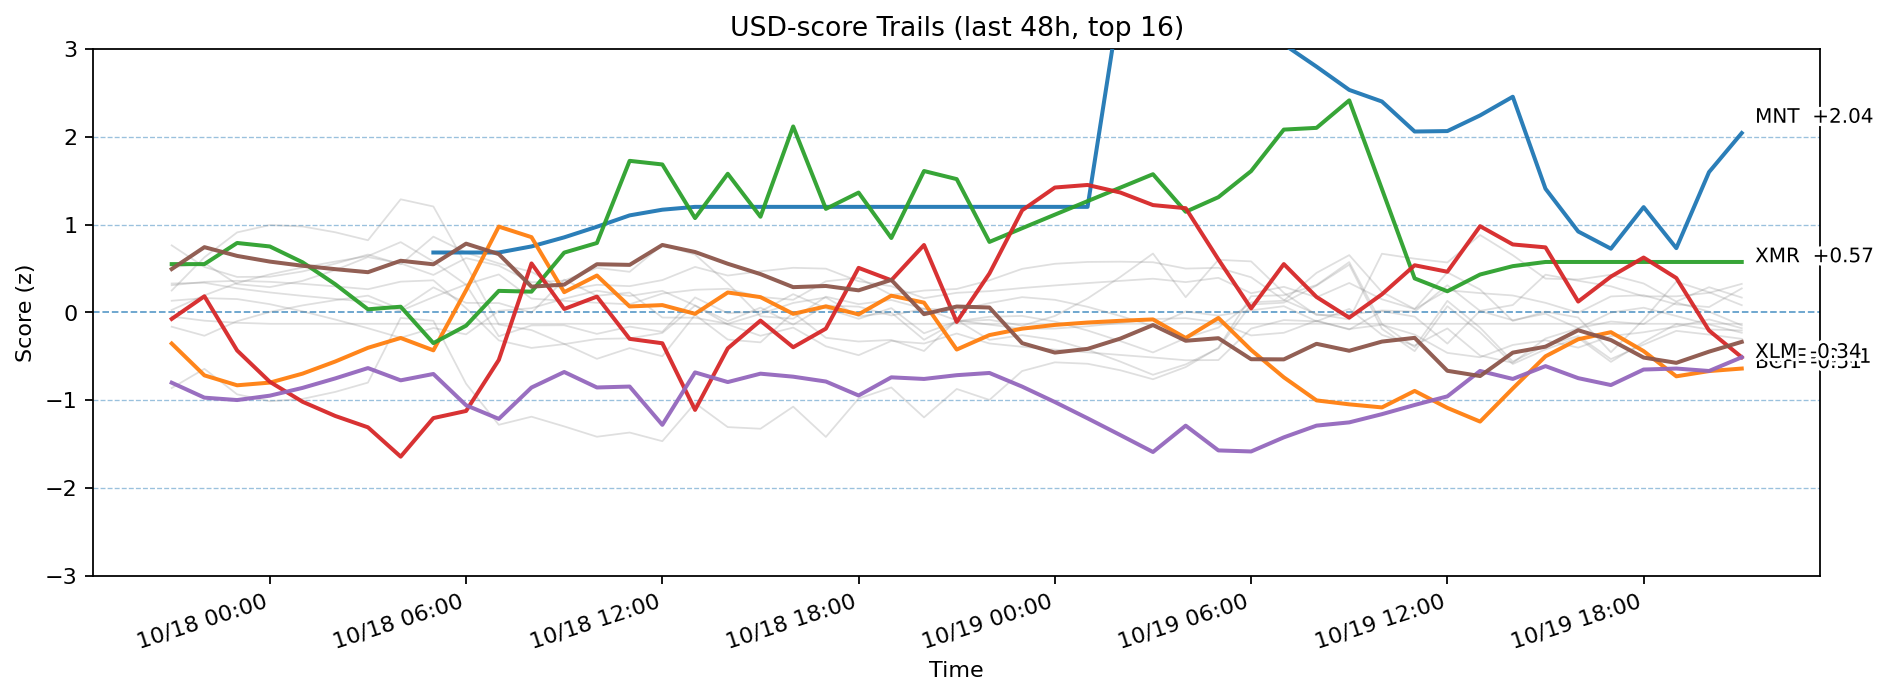 USD-score Trails (last 48h, top 16)
3
MNT +2.04
2
1
XMR +0.57
0
XLM -0.34
−1
−2
−3
Score (z)
10/18 00:00
10/18 06:00
10/18 12:00
10/18 18:00
10/19 00:00
10/19 06:00
10/19 12:00
10/19 18:00
Time